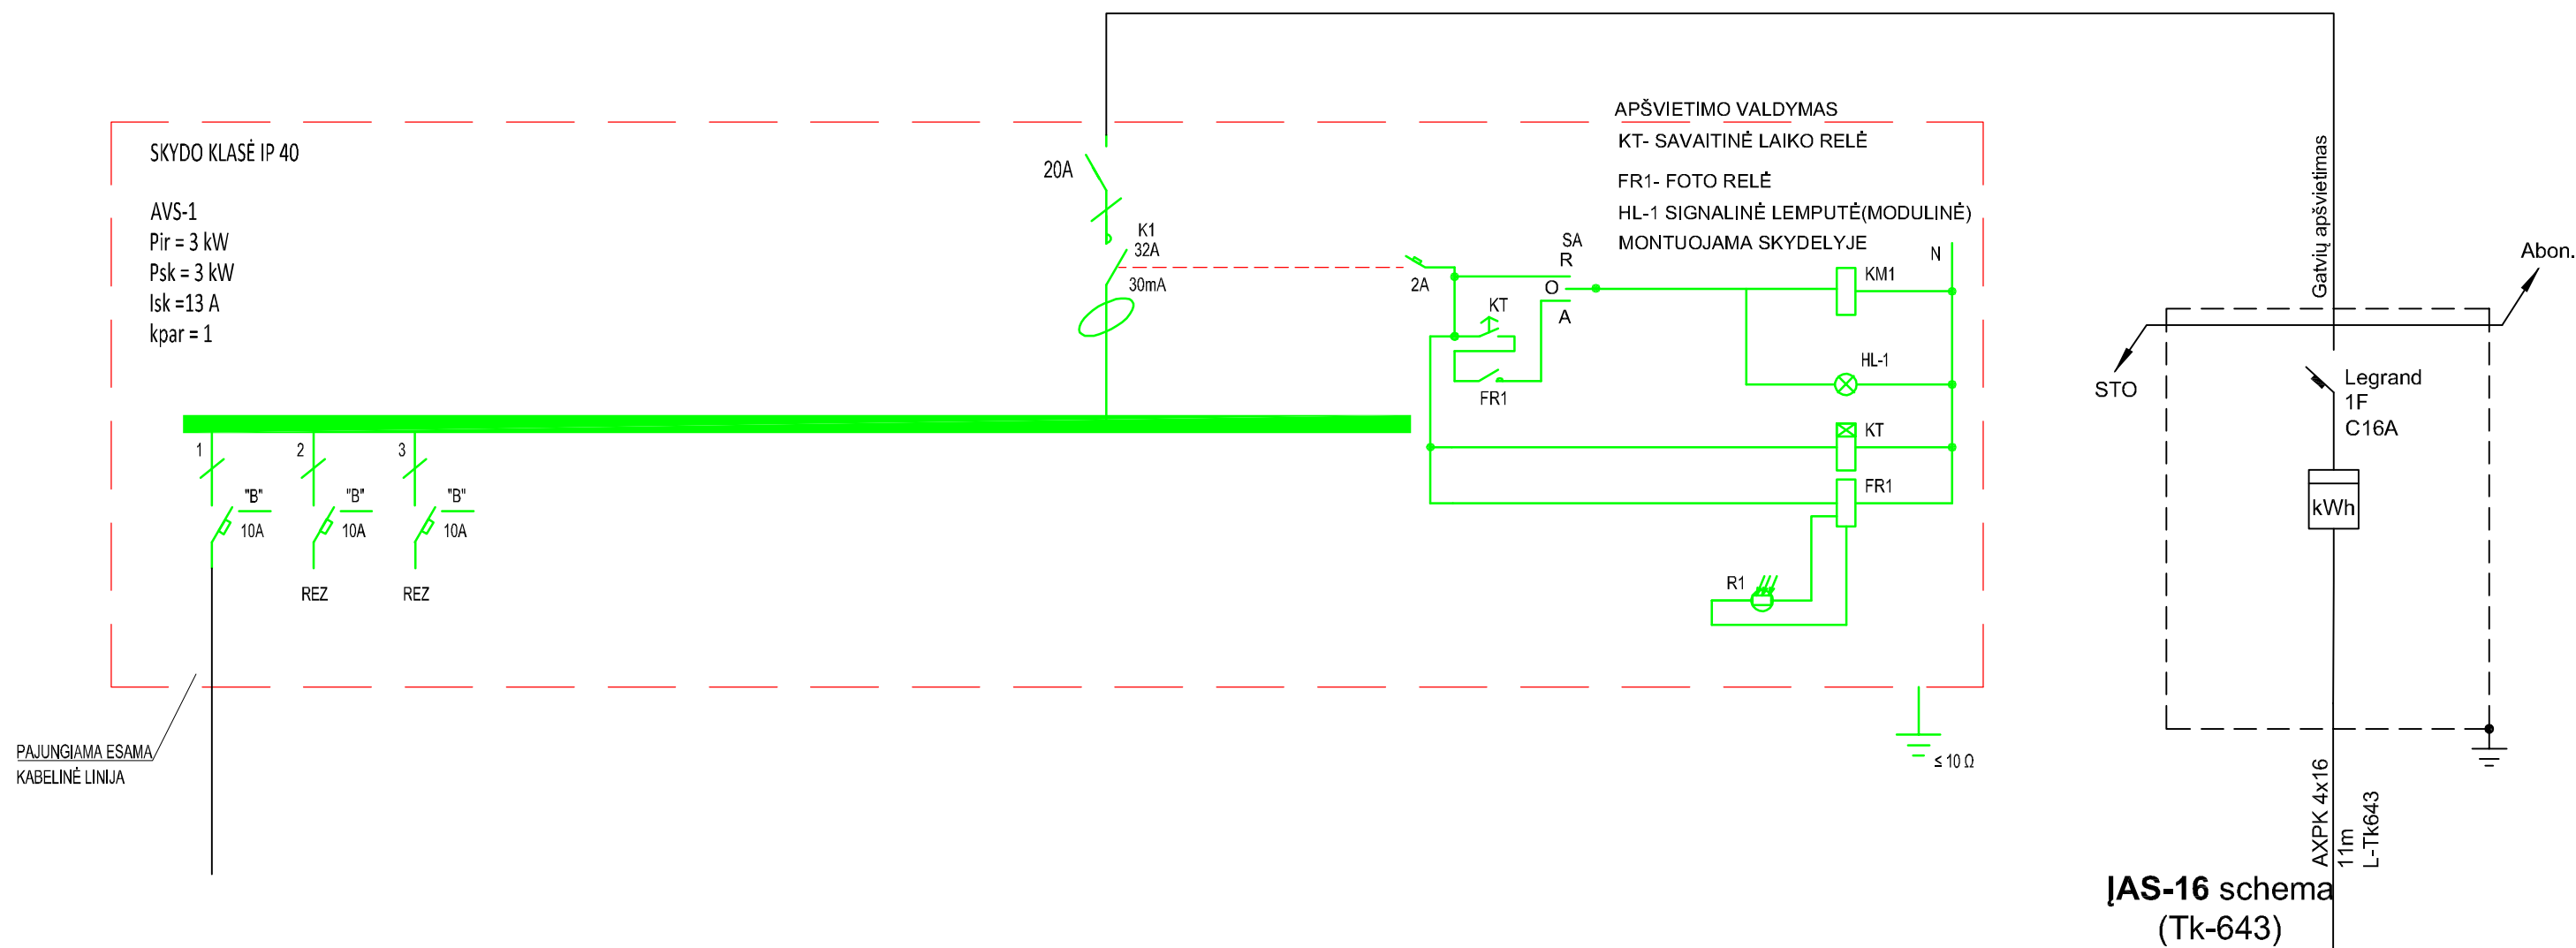 SKYDO KLASĖ IP 40
AVS-1
Pir = 3 kW
Psk = 3 kW
Isk =13 A
kpar = 1
20A
K1
32A
30mA
APŠVIETIMO VALDYMAS
KT- SAVAITINĖ LAIKO RELĖ
FR1- FOTO RELĖ
HL-1 SIGNALINĖ LEMPUTĖ(MODULINĖ)
MONTUOJAMA SKYDELYJE
2A
SA
R
O
A
KT
FR1
N
KM1
HL-1
KT
FR1
R1
1
"B"
10A
2
"B"
10A
REZ
3
"B"
10A
REZ
PAJUNGIAMA ESAMA
KABELINĖ LINIJA
≤ 10 Ω
Gatvių apšvietimas
Abon.
STO
Legrand
1F
C16A
kWh
AXPK 4x16
11m
L-Tk643
ĮAS-16 schema
(Tk-643)